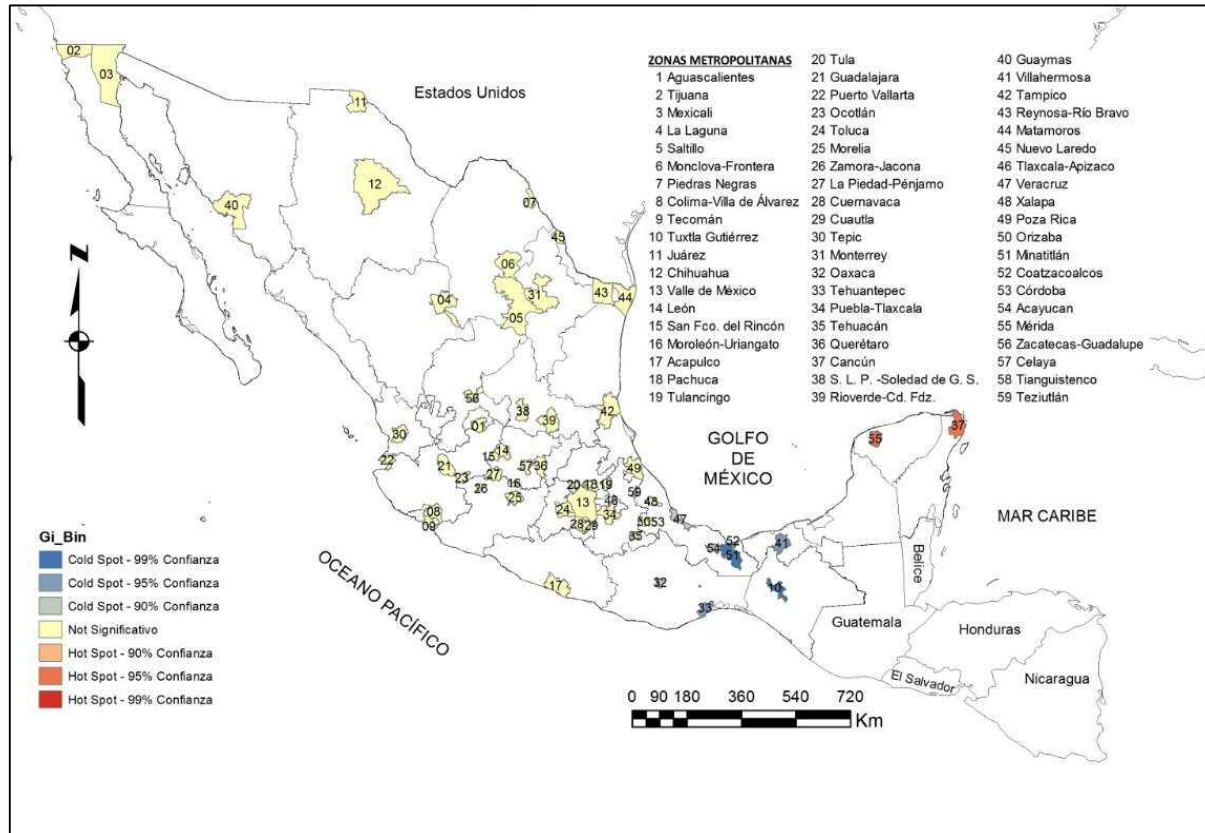 ZONAS METROPOLITANAS
1 Aguascalientes
2 Tijuana
3 Mexicali
4 La Laguna
5 Saltillo
6 Monclova-Frontera
7 Piedras Negras
8 Colima-Villa de Álvarez
9 Tecomán
10 Tuxtla Gutiérrez
11 Juárez
12 Chihuahua
13 Valle de México
14 León
15 San Fco. del Rincón
16 Moroleón-Uriangato
17 Acapulco
18 Pachuca
19 Tulancingo
20 Tula
21 Guadalajara
22 Puerto Vallarta
23 Ocotlán
24 Toluca
25 Morelia
26 Zamora-Jacona
27 La Piedad-Pénjamo
28 Cuernavaca
29 Cuautla
30 Tepic
31 Monterrey
32 Oaxaca
33 Tehuantepec
34 Puebla-Tlaxcala
35 Tehuacán
36 Querétaro
37 Cancún
38 S. L. P. -Soledad de G. S.
39 Rioverde-Cd. Fdz.
40 Guaymas
41 Villahermosa
42 Tampico
43 Reynosa-Río Bravo
44 Matamoros
45 Nuevo Laredo
46 Tlaxcala-Apizaco
47 Veracruz
48 Xalapa
49 Poza Rica
50 Orizaba
51 Minatitlán
52 Coatzacoalcos
53 Córdoba
54 Acayucan
55 Mérida
56 Zacatecas-Guadalupe
57 Celaya
58 Tianguistenco
59 Teziutlán
Estados Unidos
02
03
11
12
40
07
45
06
31
04
05
43
44
56
38
39
42
01
30
22
21
23
15
14
27
26
57
36
16
25
08
09
20
18
19
49
59
13
46
48
24
34
28
29
50
53
35
47
17
32
33
54
52
51
41
10
55
37
GOLFO
DE
MÉXICO
MAR CARIBE
OCEANO PACÍFICO
Belice
Guatemala
Honduras
El Salvador
Nicaragua
N
Gi_Bin
Cold Spot - 99% Confianza
Cold Spot - 95% Confianza
Cold Spot - 90% Confianza
Not Significativo
Hot Spot - 90% Confianza
Hot Spot - 95% Confianza
Hot Spot - 99% Confianza
0 90 180 360 540 720
Km